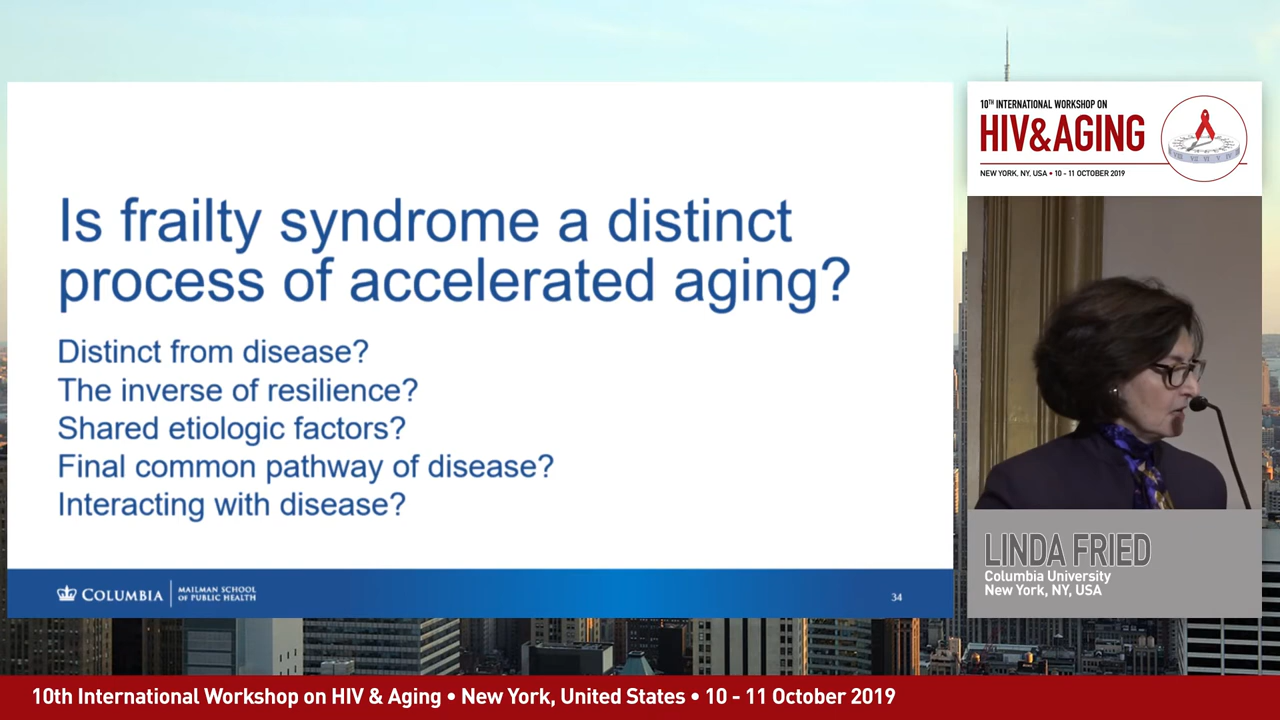 Is frailty syndrome a distinct
process of accelerated aging?
Distinct from disease?
The inverse of resilience?
Shared etiologic factors?
Final common pathway of disease?
Interacting with disease?
COLUMBIA
MAILMAN SCHOOL
OF PUBLIC HEALTH
34
10TH INTERNATIONAL WORKSHOP ON
HIV&AGING
NEW YORK, NY, USA • 10 - 11 OCTOBER 2019
LINDA FRIED
Columbia University
New York, NY, USA
10th International Workshop on HIV & Aging • New York, United States • 10 - 11 October 2019